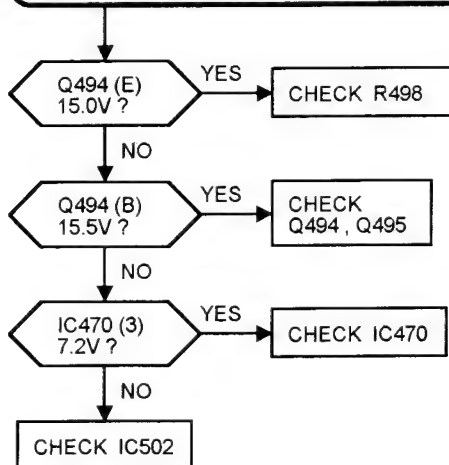 Q494 (E)
15.0V ?
YES
CHECK R498
NO
Q494 (B)
15.5V ?
YES
CHECK
Q494 , Q495
NO
IC470 (3)
7.2V ?
YES
CHECK IC470
NO
CHECK IC502